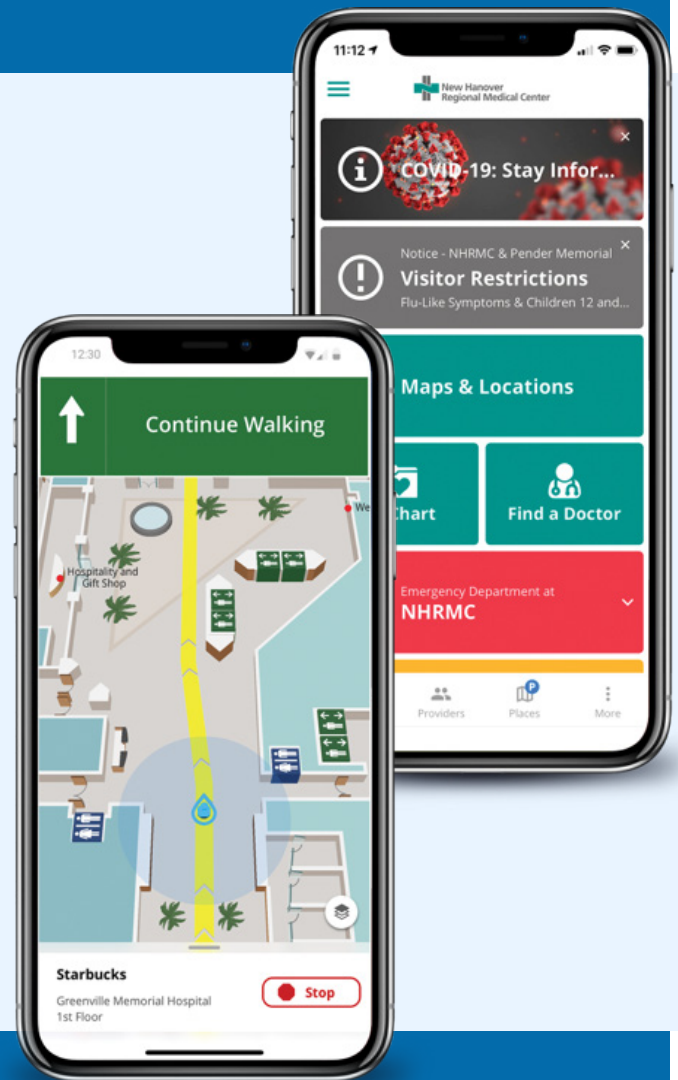 11:12
New Hanover
Regional Medical Center
COVID-19: Stay Infor...
Notice - NHRMC & Pender Memorial
Visitor Restrictions
Flu-Like Symptoms & Children 12 and...
Maps & Locations
Chart
Find a Doctor
Emergency Department at
NHRMC
Providers
P
Places
More
12:30
Continue Walking
We
Hospitality and
Gift Shop
Starbucks
Greenville Memorial Hospital
1st Floor
Stop